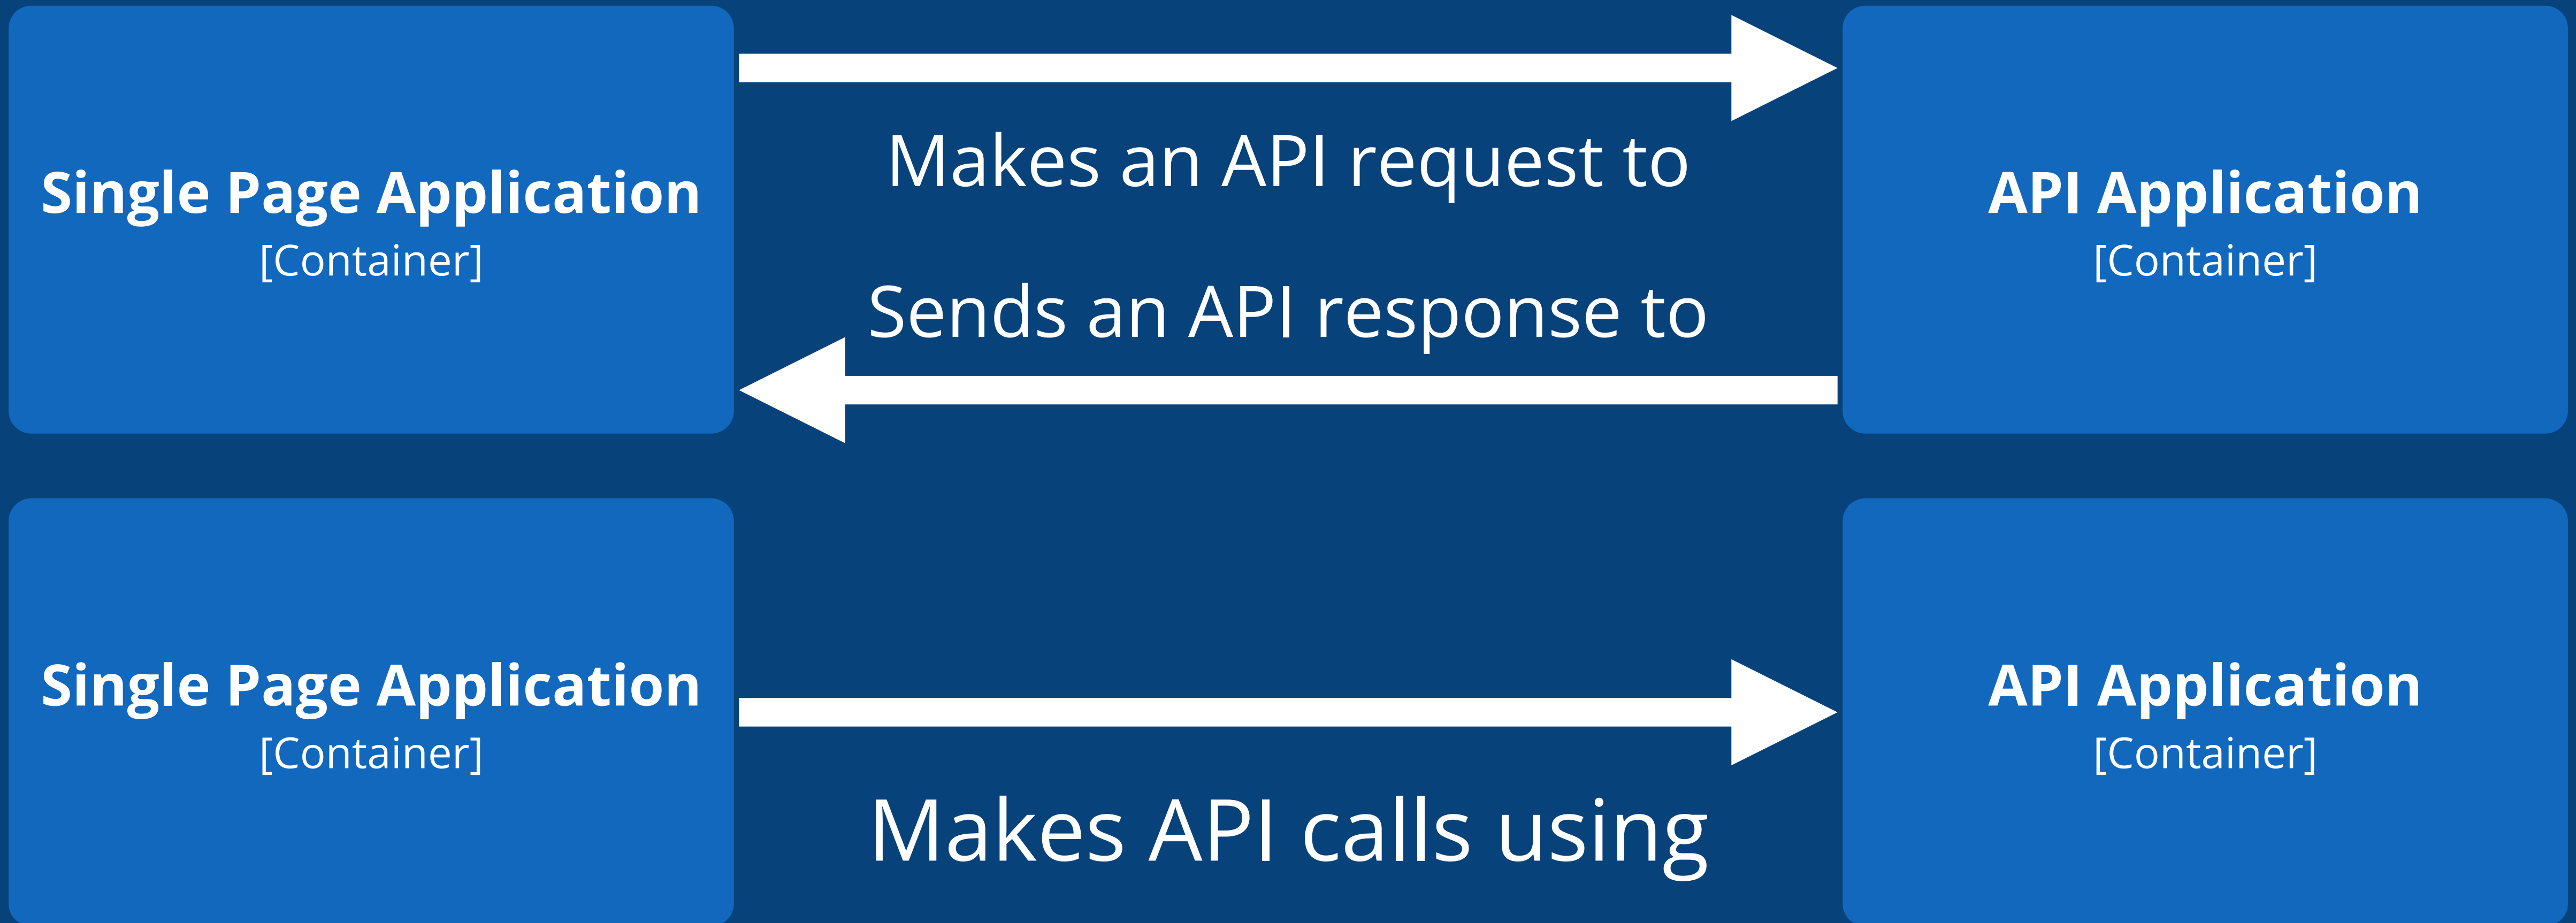 Single Page Application
[Container]
Makes an API request to
Sends an API response to
API Application
[Container]
Single Page Application
[Container]
Makes API calls using
API Application
[Container]